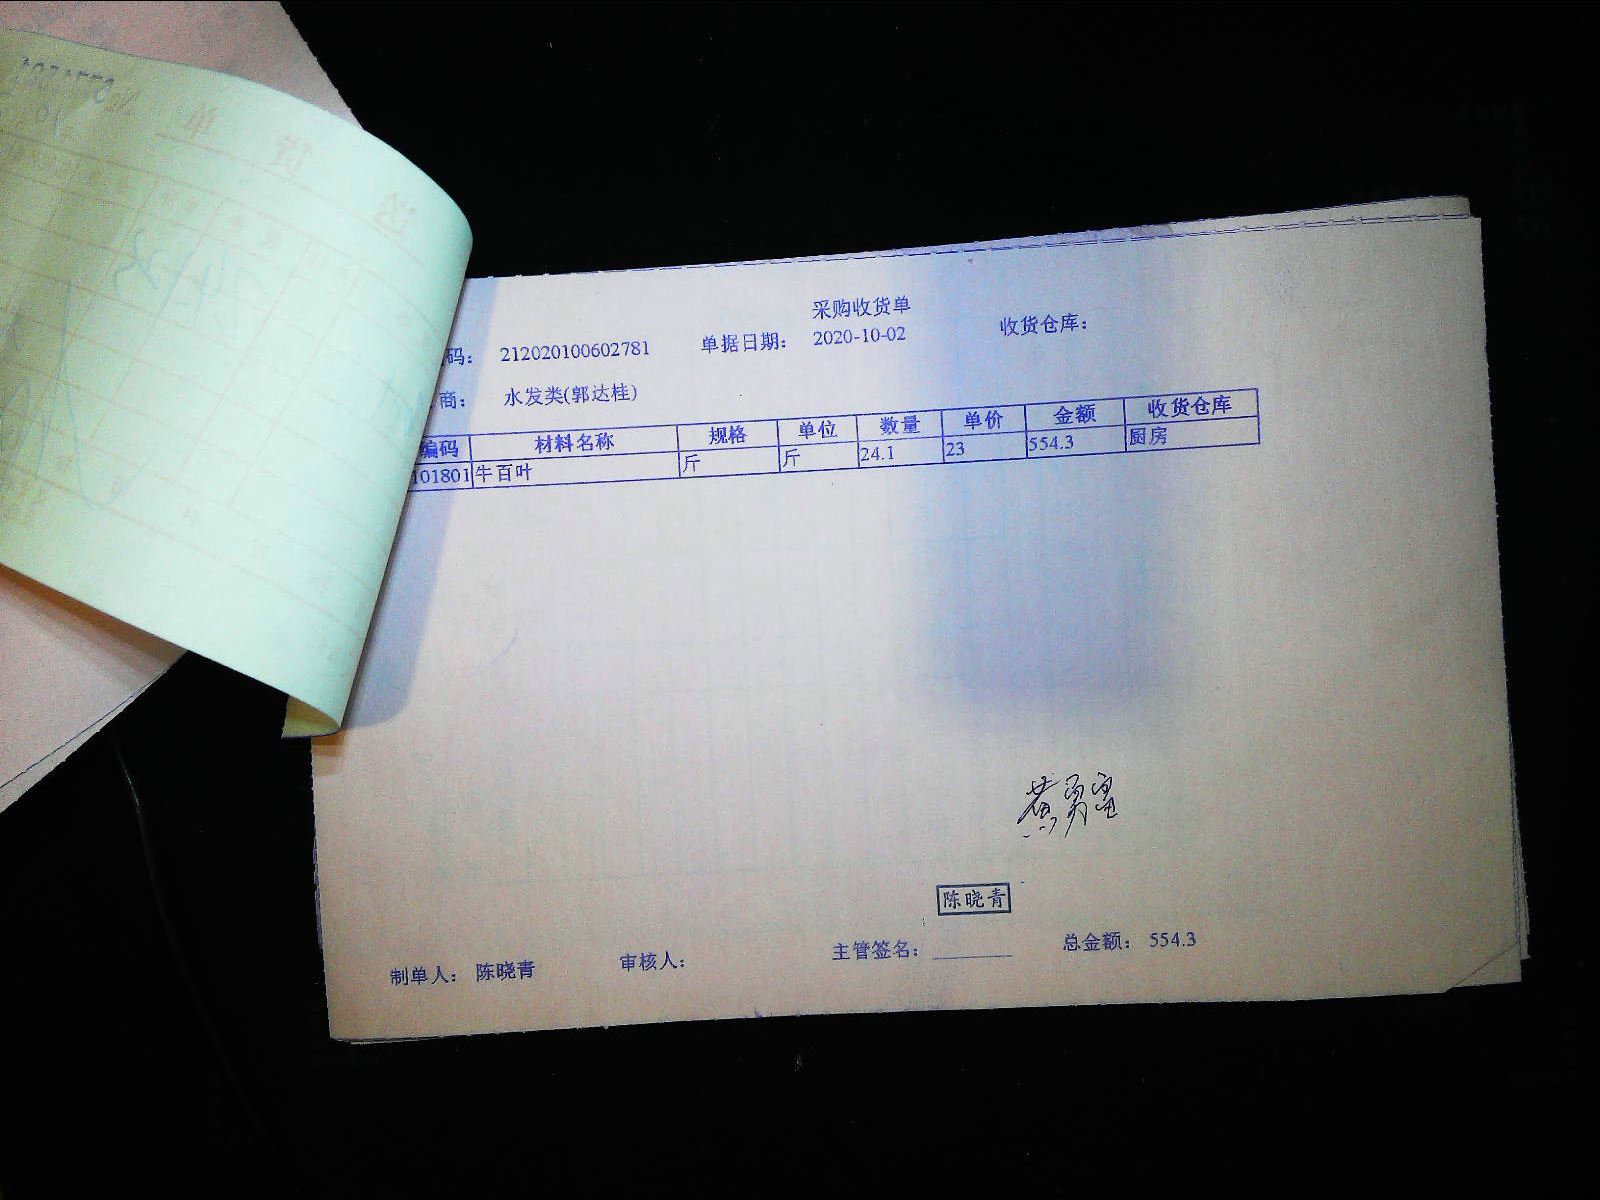 采购收货单
码： 212020100602781 单据日期： 2020-10-02 收货仓库：
商： 水发类(郭达桂)
编码 材料名称 规格 单位 数量 单价 金额 收货仓库
101801 牛百叶 斤 斤 24.1 23 554.3 厨房
陈晓青
制单人： 陈晓青 审核人： 主管签名： 总金额： 554.3
送 货 单